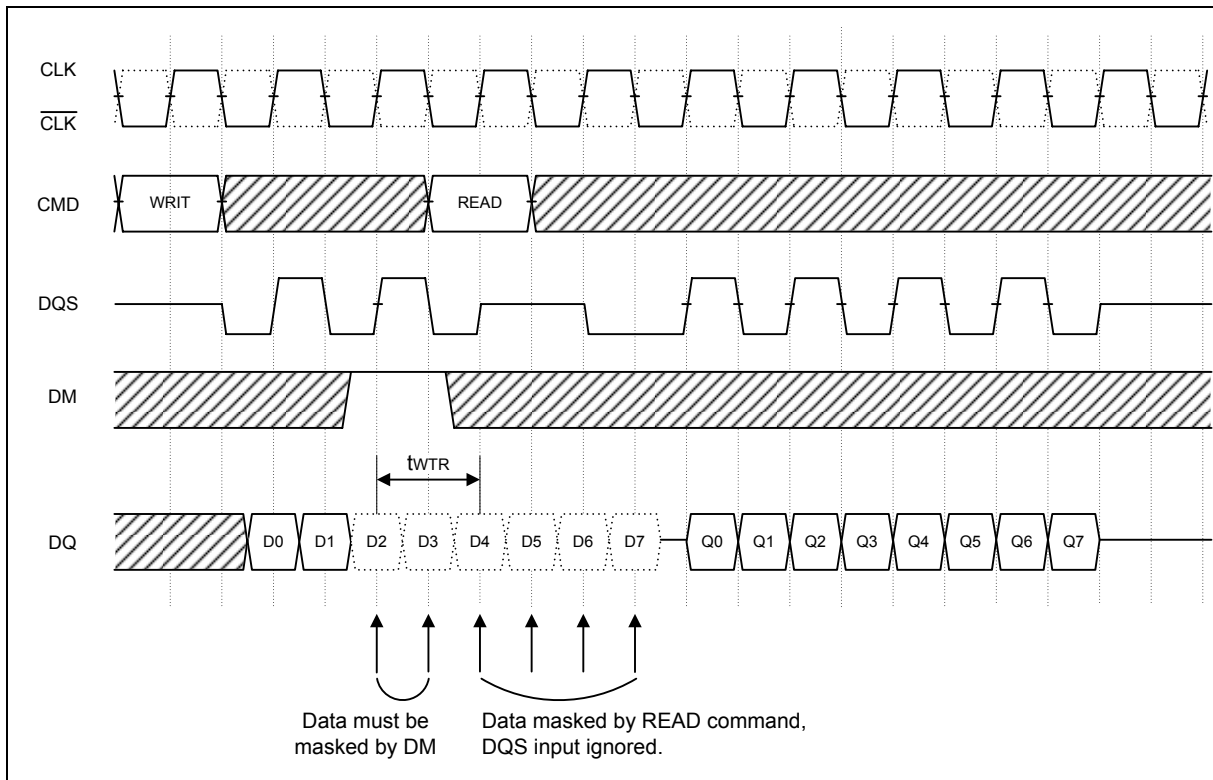 CLK
CLK
CMD
WRIT
READ
DQS
DM
tWTR
DQ
D0 D1 D2 D3 D4 D5 D6 D7 Q0 Q1 Q2 Q3 Q4 Q5 Q6 Q7
Data must be
masked by DM
Data masked by READ command,
DQS input ignored.